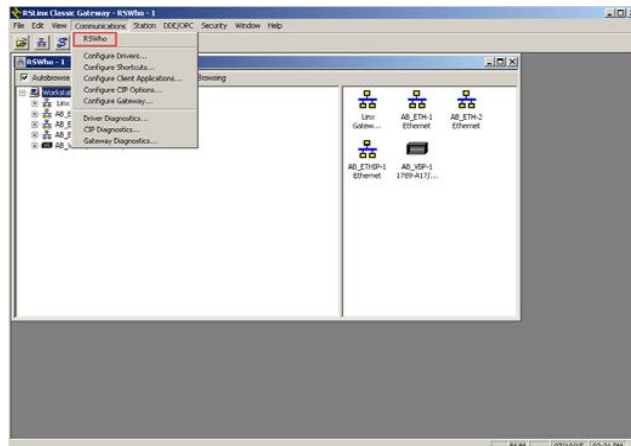 RSLinx Classic Gateway - RSWho - 1
File Edit View Communications Station DDE/OPC Security Window Help
RSWho
Configure Drivers...
Configure Shortcuts...
Configure Client Applications...
Configure CIP Options...
Configure Gateway...
Driver Diagnostics...
CIP Diagnostics...
Gateway Diagnostics...
RSWho - 1
Autobrowse
Browsing
Workstat
Linx
AB_E
AB_E
AB_E
AB_V
Linx Gatew...
AB_ETH-1 Ethernet
AB_ETH-2 Ethernet
AB_ETHIP-1 Ethernet
AB_VBP-1 1789-A17/...
NUM